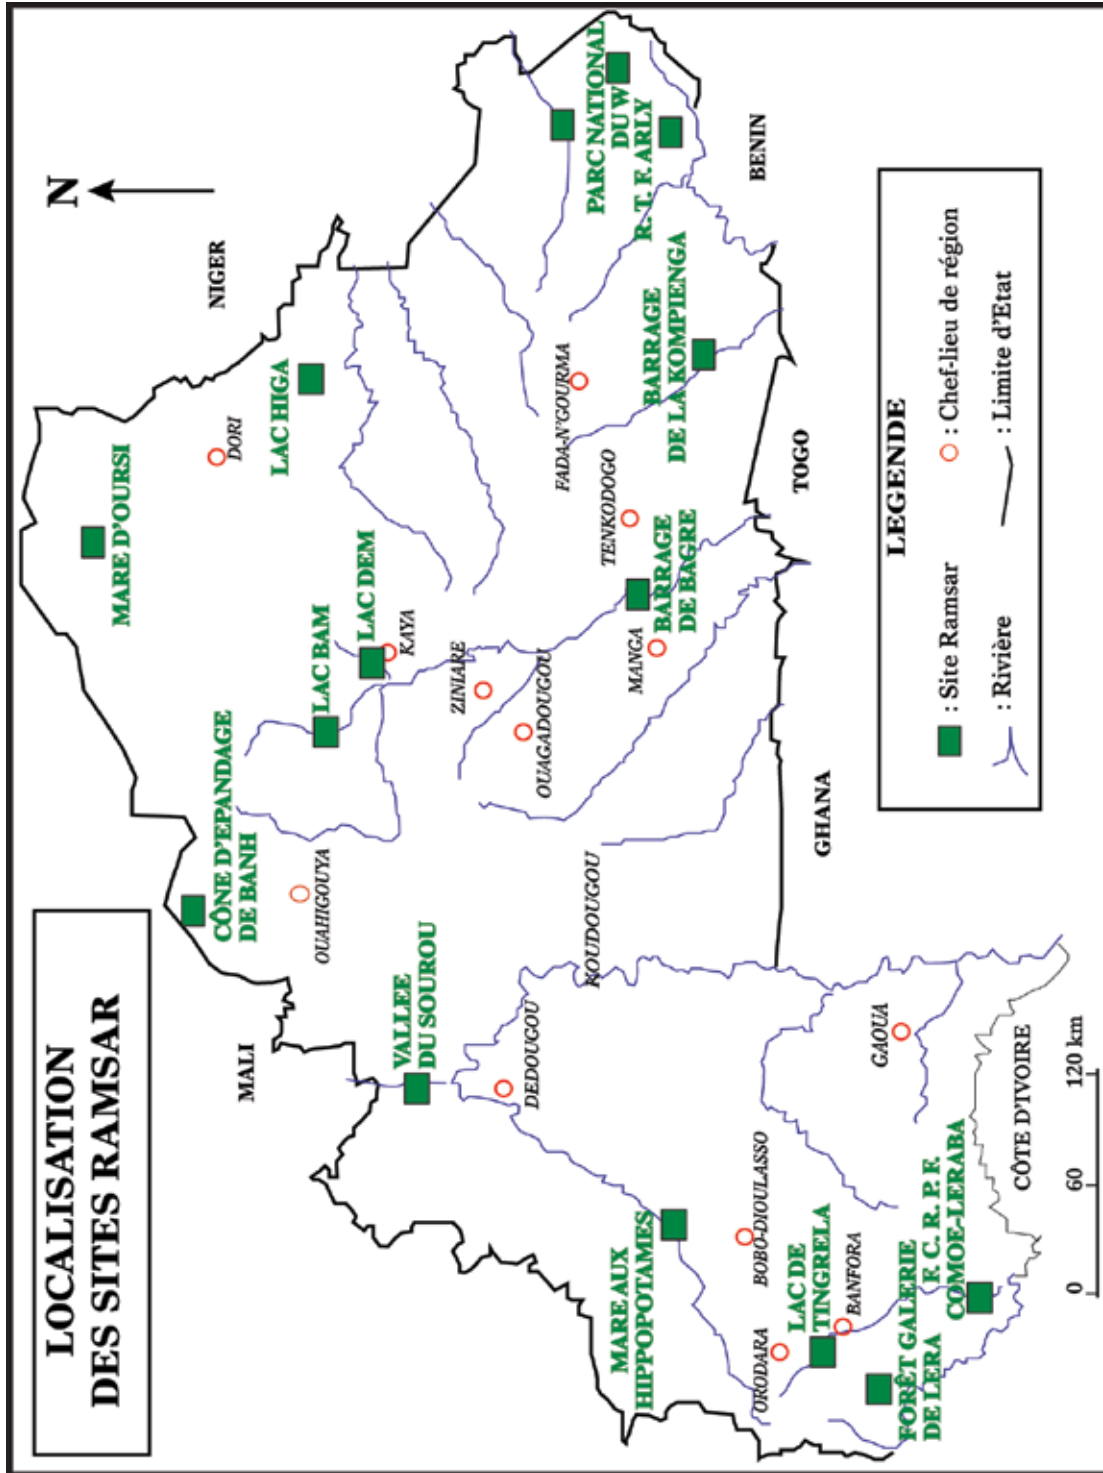 LOCALISATION
DES SITES RAMSAR
N
NIGER
MALI
BENIN
TOGO
GHANA
CÔTE D'IVOIRE
MARE D'OURSI
DORI
LAC HIGA
CÔNE D'EPANDAGE
DE BANH
OUAHIGOUYA
LAC BAM
LAC DEM
KAYA
VALLEE
DU SOUROU
DEDOUGOU
ZINIARE
OUAGADOUGOU
KOUDOUGOU
MANGA
TENKODOGO
BARRAGE
DE BAGRE
FADA-N'GOURMA
BARRAGE
DE LA KOMPIENGA
PARC NATIONAL
DU W
R. T. F. ARLY
MARE AUX
HIPPOPOTAMES
BOBO-DIOULASSO
ORODARA
LAC DE
TINGRELA
BANFORA
GAOUA
FORÊT GALERIE
DE LERA
F. C. R. P. F.
COMOE-LERABA
0 60 120 km
LEGENDE
: Site Ramsar
: Chef-lieu de région
: Rivière
: Limite d'Etat